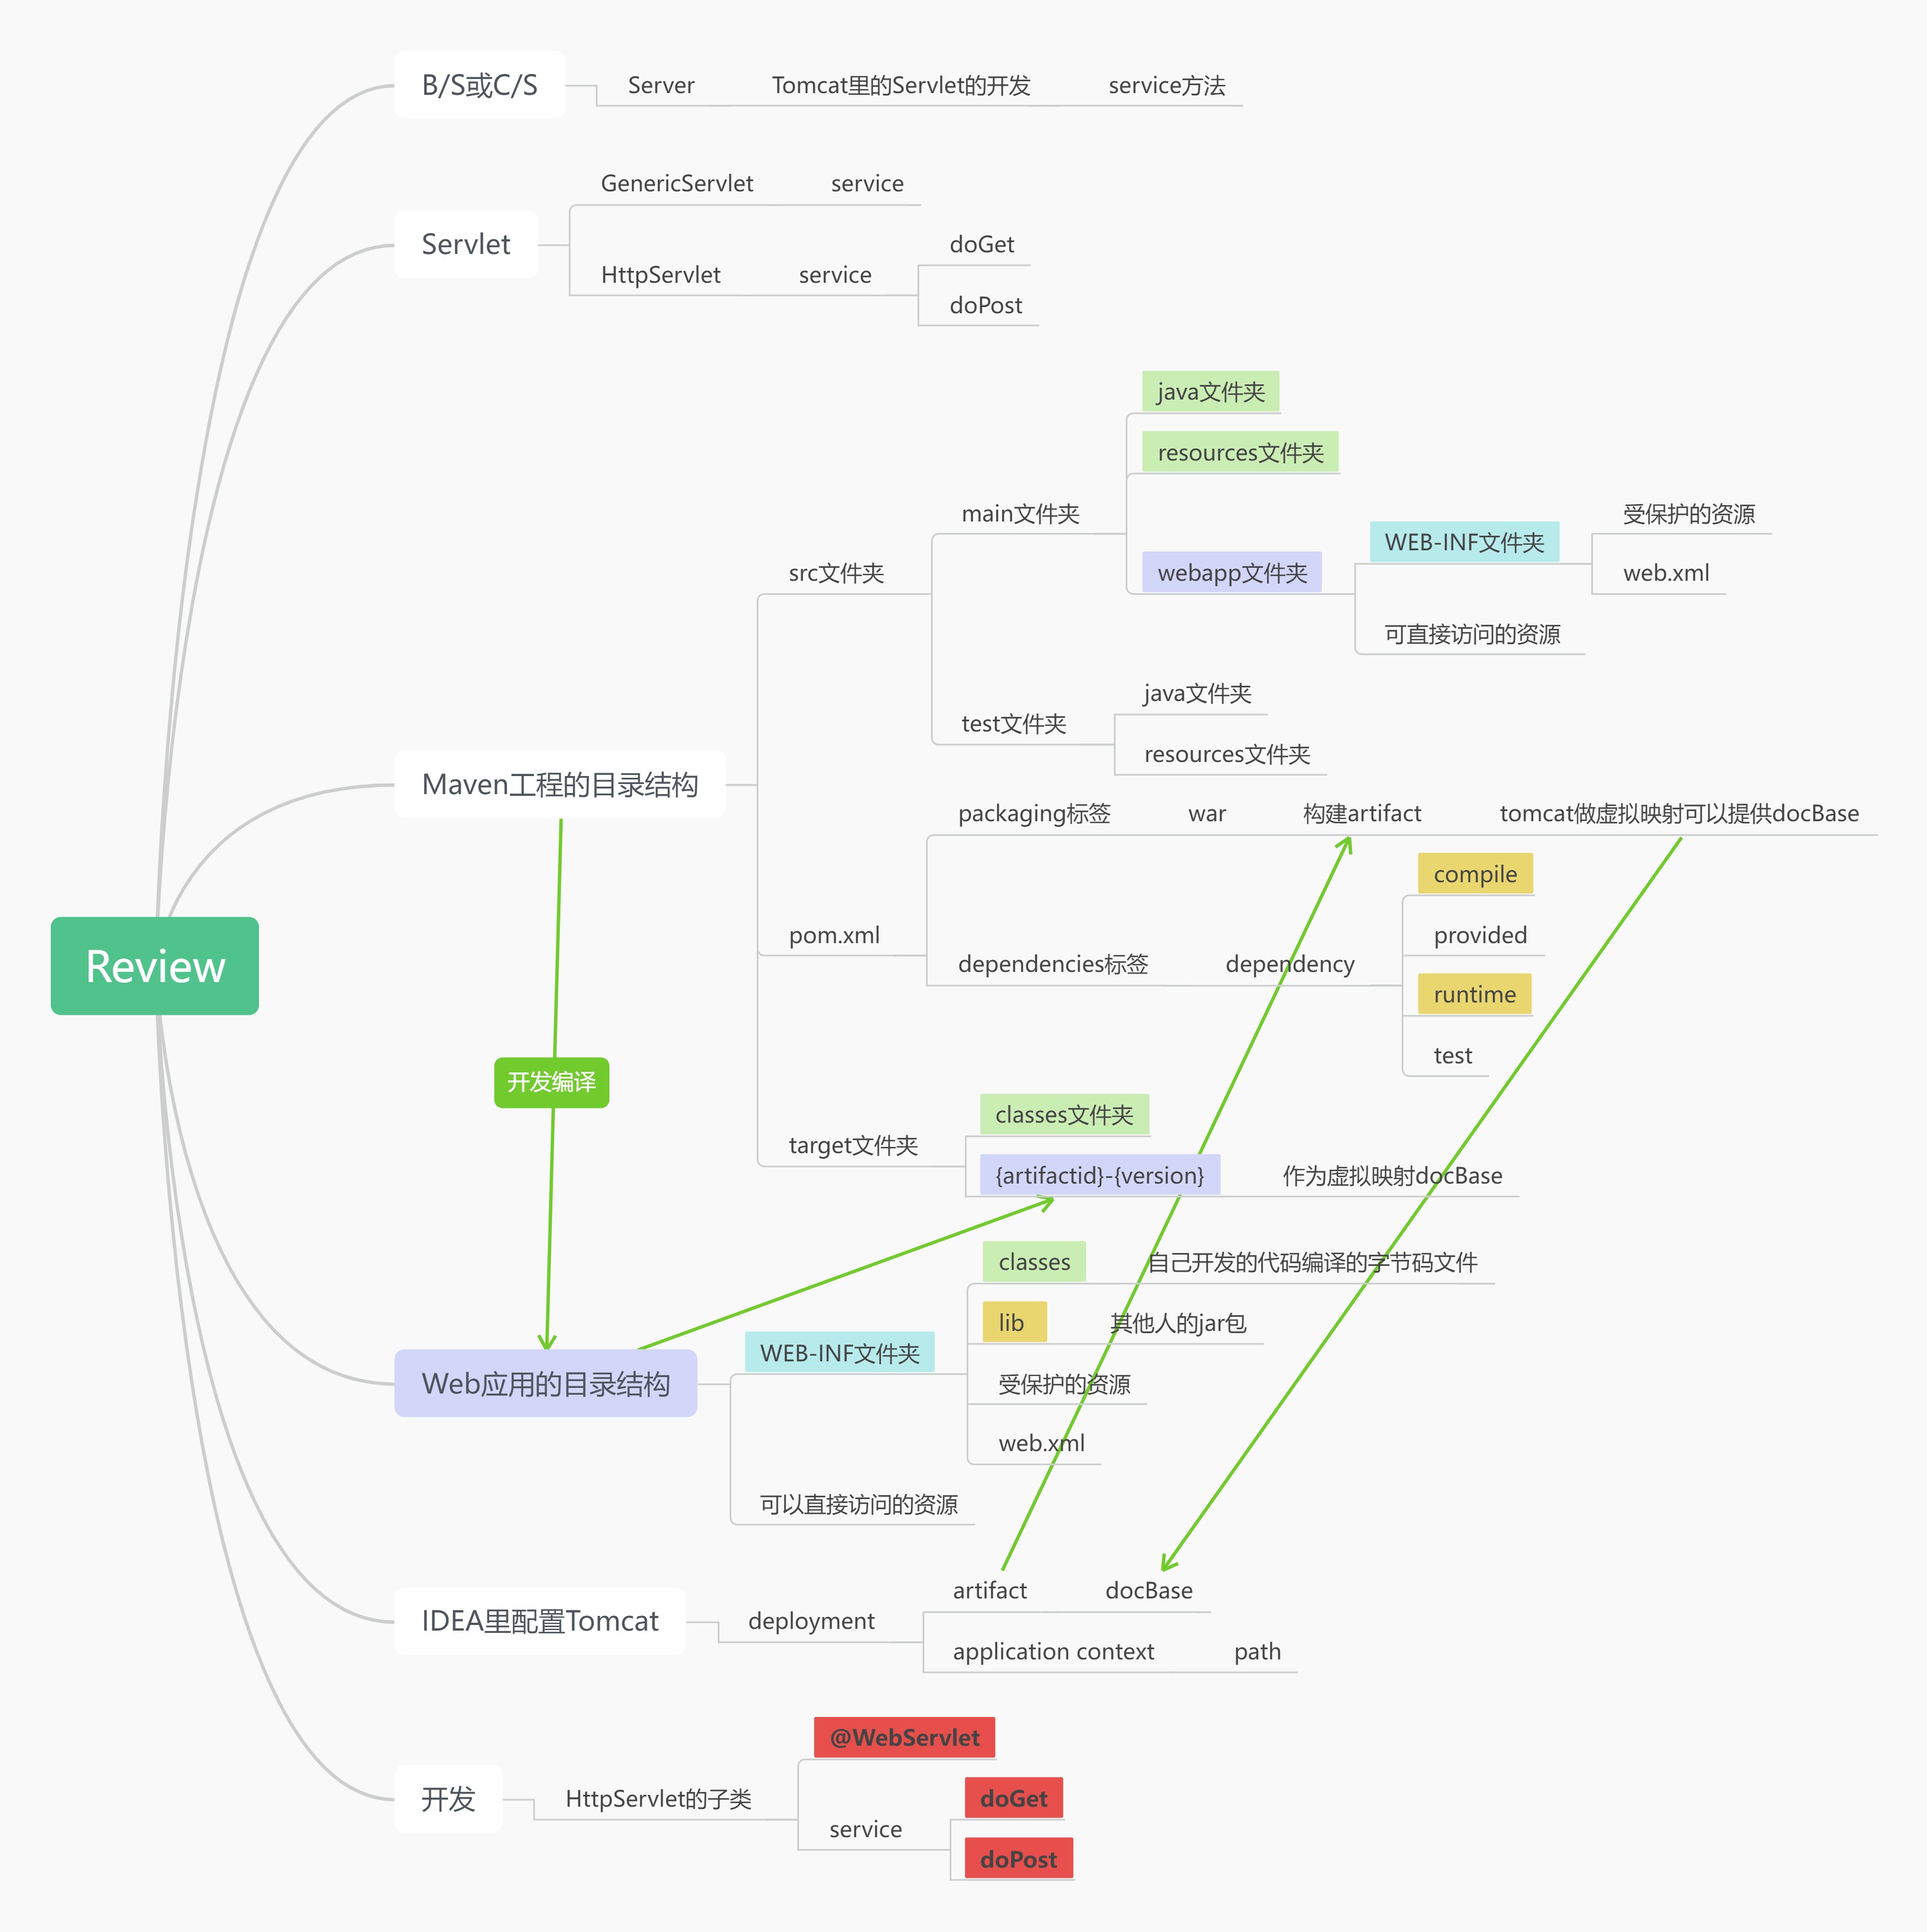 Review
B/S或C/S
Server
Tomcat里的Servlet的开发
service方法
Servlet
GenericServlet
service
HttpServlet
service
doGet
doPost
Maven工程的目录结构
src文件夹
main文件夹
java文件夹
resources文件夹
webapp文件夹
WEB-INF文件夹
受保护的资源
web.xml
可直接访问的资源
test文件夹
java文件夹
resources文件夹
pom.xml
packaging标签
war
构建artifact
tomcat做虚拟映射可以提供docBase
dependencies标签
dependency
compile
provided
runtime
test
target文件夹
classes文件夹
{artifactid}-{version}
作为虚拟映射docBase
开发编译
Web应用的目录结构
WEB-INF文件夹
classes
自己开发的代码编译的字节码文件
lib
其他人的jar包
受保护的资源
web.xml
可以直接访问的资源
IDEA里配置Tomcat
deployment
artifact
docBase
application context
path
开发
HttpServlet的子类
@WebServlet
service
doGet
doPost